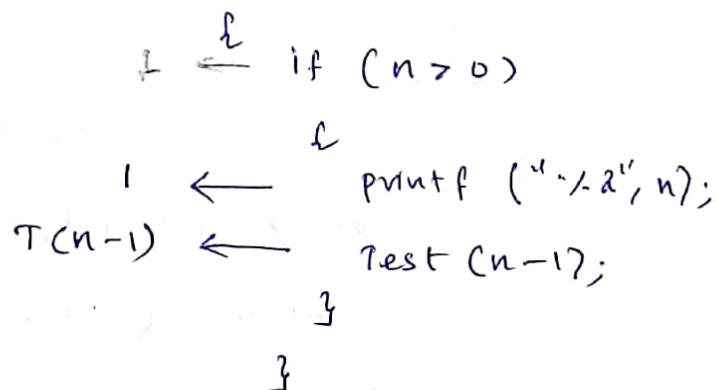 {
1 ← if (n > 0)
{
1 ← printf ("%d", n);
T(n-1) ← Test (n-1);
}
}